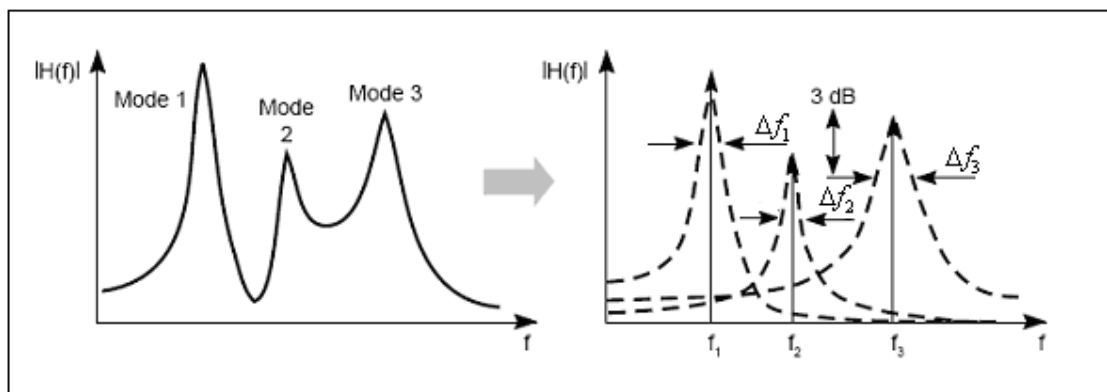 |H(f)|
Mode 1
Mode
2
Mode 3
f
|H(f)|
3 dB
Δf₁
Δf₂
Δf₃
f₁
f₂
f₃
f